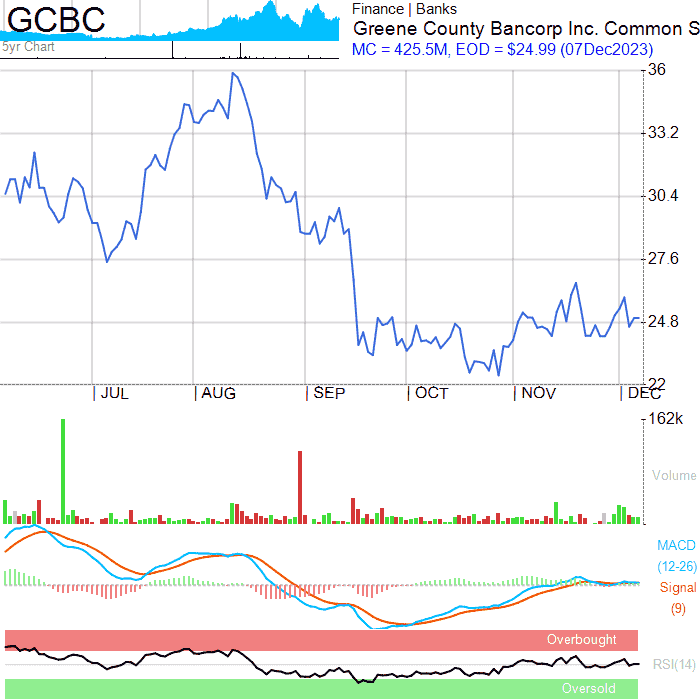 GCBC
5yr Chart
Finance | Banks
Greene County Bancorp Inc. Common S
MC = 425.5M, EOD = $24.99 (07Dec2023)
36
33.2
30.4
27.6
24.8
22
JUL
AUG
SEP
OCT
NOV
DEC
162k
Volume
MACD
(12-26)
Signal
(9)
Overbought
RSI(14)
Oversold